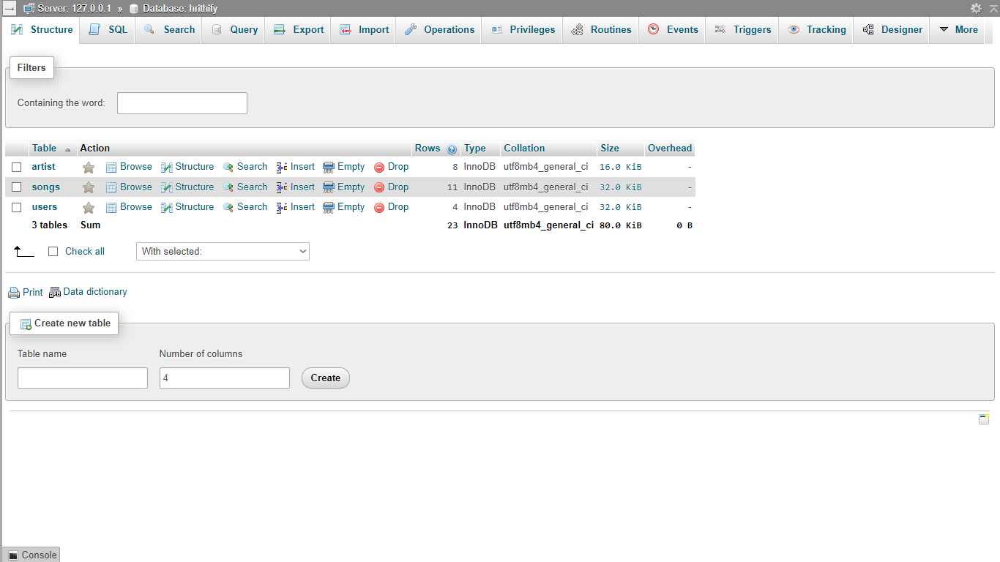 Server: 127.0.0.1 » Database: hrithify
Structure SQL Search Query Export Import Operations Privileges Routines Events Triggers Tracking Designer More
Filters
Containing the word:
Table Action Rows Type Collation Size Overhead
artist Browse Structure Search Insert Empty Drop 8 InnoDB utf8mb4_general_ci 16.0 KiB -
songs Browse Structure Search Insert Empty Drop 11 InnoDB utf8mb4_general_ci 32.0 KiB -
users Browse Structure Search Insert Empty Drop 4 InnoDB utf8mb4_general_ci 32.0 KiB -
3 tables Sum 23 InnoDB utf8mb4_general_ci 80.0 KiB 0 B
Check all With selected:
Print Data dictionary
Create new table
Table name Number of columns
4 Create
Console